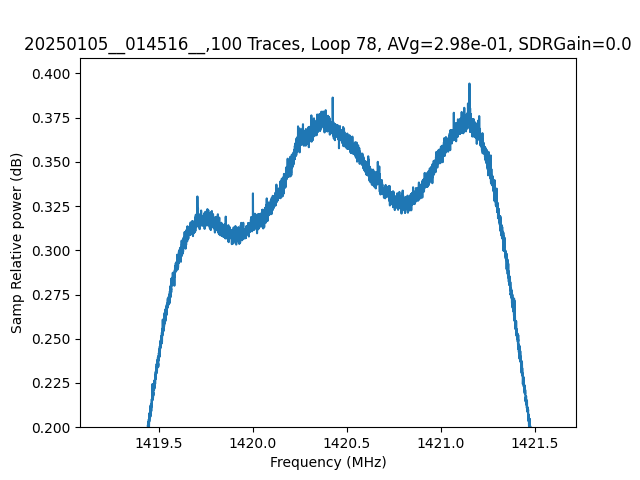 20250105__014516__,100 Traces, Loop 78, AVg=2.98e-01, SDRGain=0.0
0.400
0.375
0.350
0.325
0.300
0.275
0.250
0.225
0.200
Samp Relative power (dB)
1419.5 1420.0 1420.5 1421.0 1421.5
Frequency (MHz)